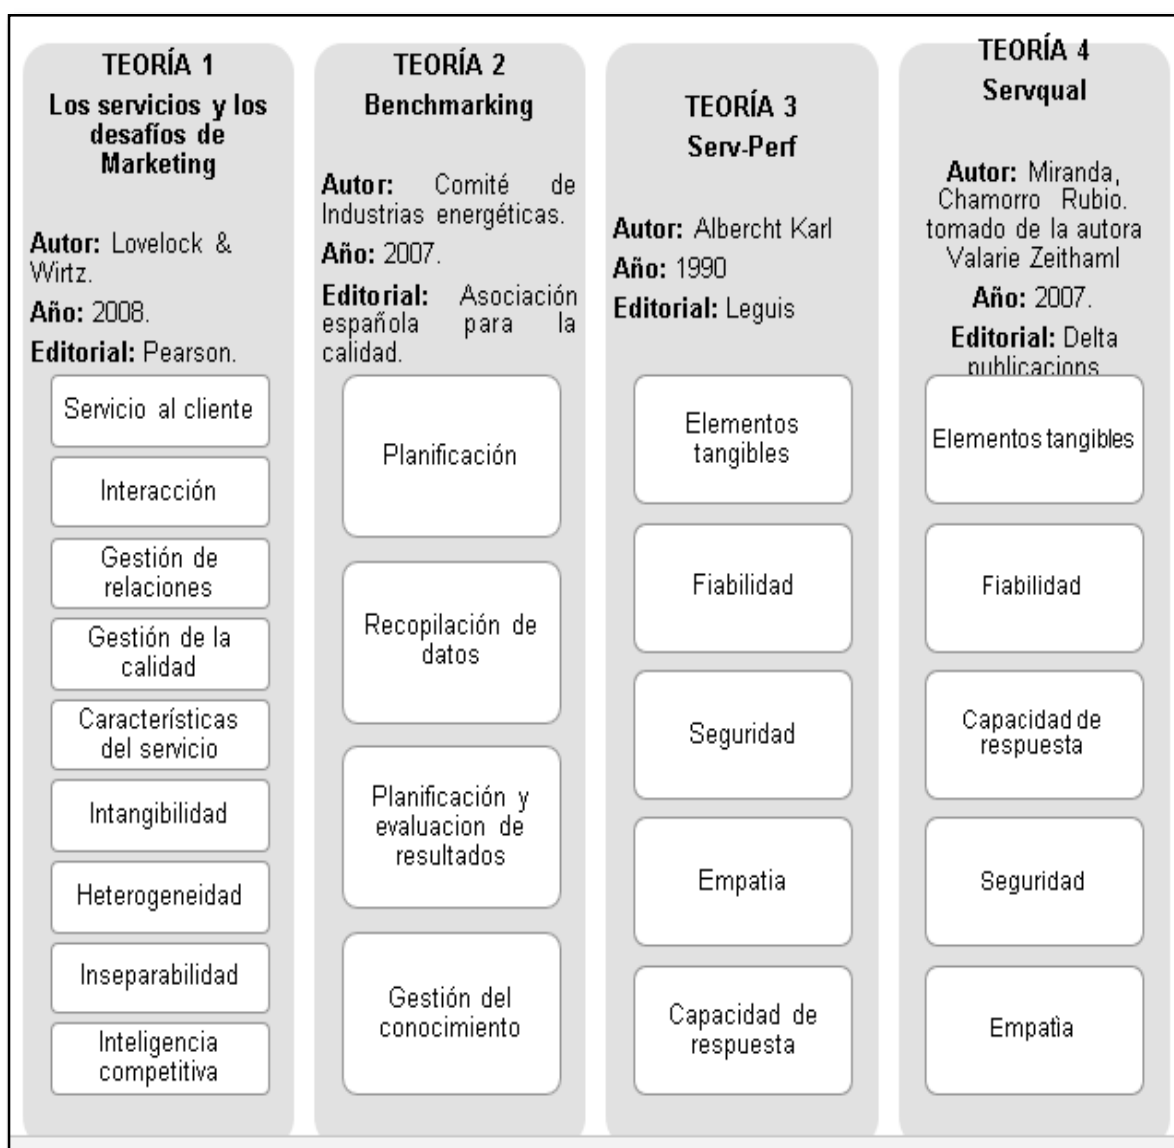 TEORÍA 1
Los servicios y los
desafíos de
Marketing
Autor: Lovelock &
Wirtz.
Año: 2008.
Editorial: Pearson.
Servicio al cliente
Interacción
Gestión de
relaciones
Gestión de la
calidad
Característícas
del servicio
Intangibilidad
Heterogeneidad
Inseparabilidad
Inteligencia
competitiva
TEORÍA 2
Benchmarking
Autor: Comité de
Industrias energéticas.
Año: 2007.
Editorial: Asociación
española para la
calidad.
Planificación
Recopilación de
datos
Planificación y
evaluacion de
resultados
Gestión del
conocimiento
TEORÍA 3
Serv-Perf
Autor: Albercht Karl
Año: 1990
Editorial: Leguis
Elementos
tangibles
Fiabilidad
Seguridad
Empatia
Capacidad de
respuesta
TEORÍA 4
Servqual
Autor: Miranda,
Chamorro Rubio.
tomado de la autora
Valarie Zeithaml
Año: 2007.
Editorial: Delta
publicacions
Elementos tangibles
Fiabilidad
Capacidad de
respuesta
Seguridad
Empatìa